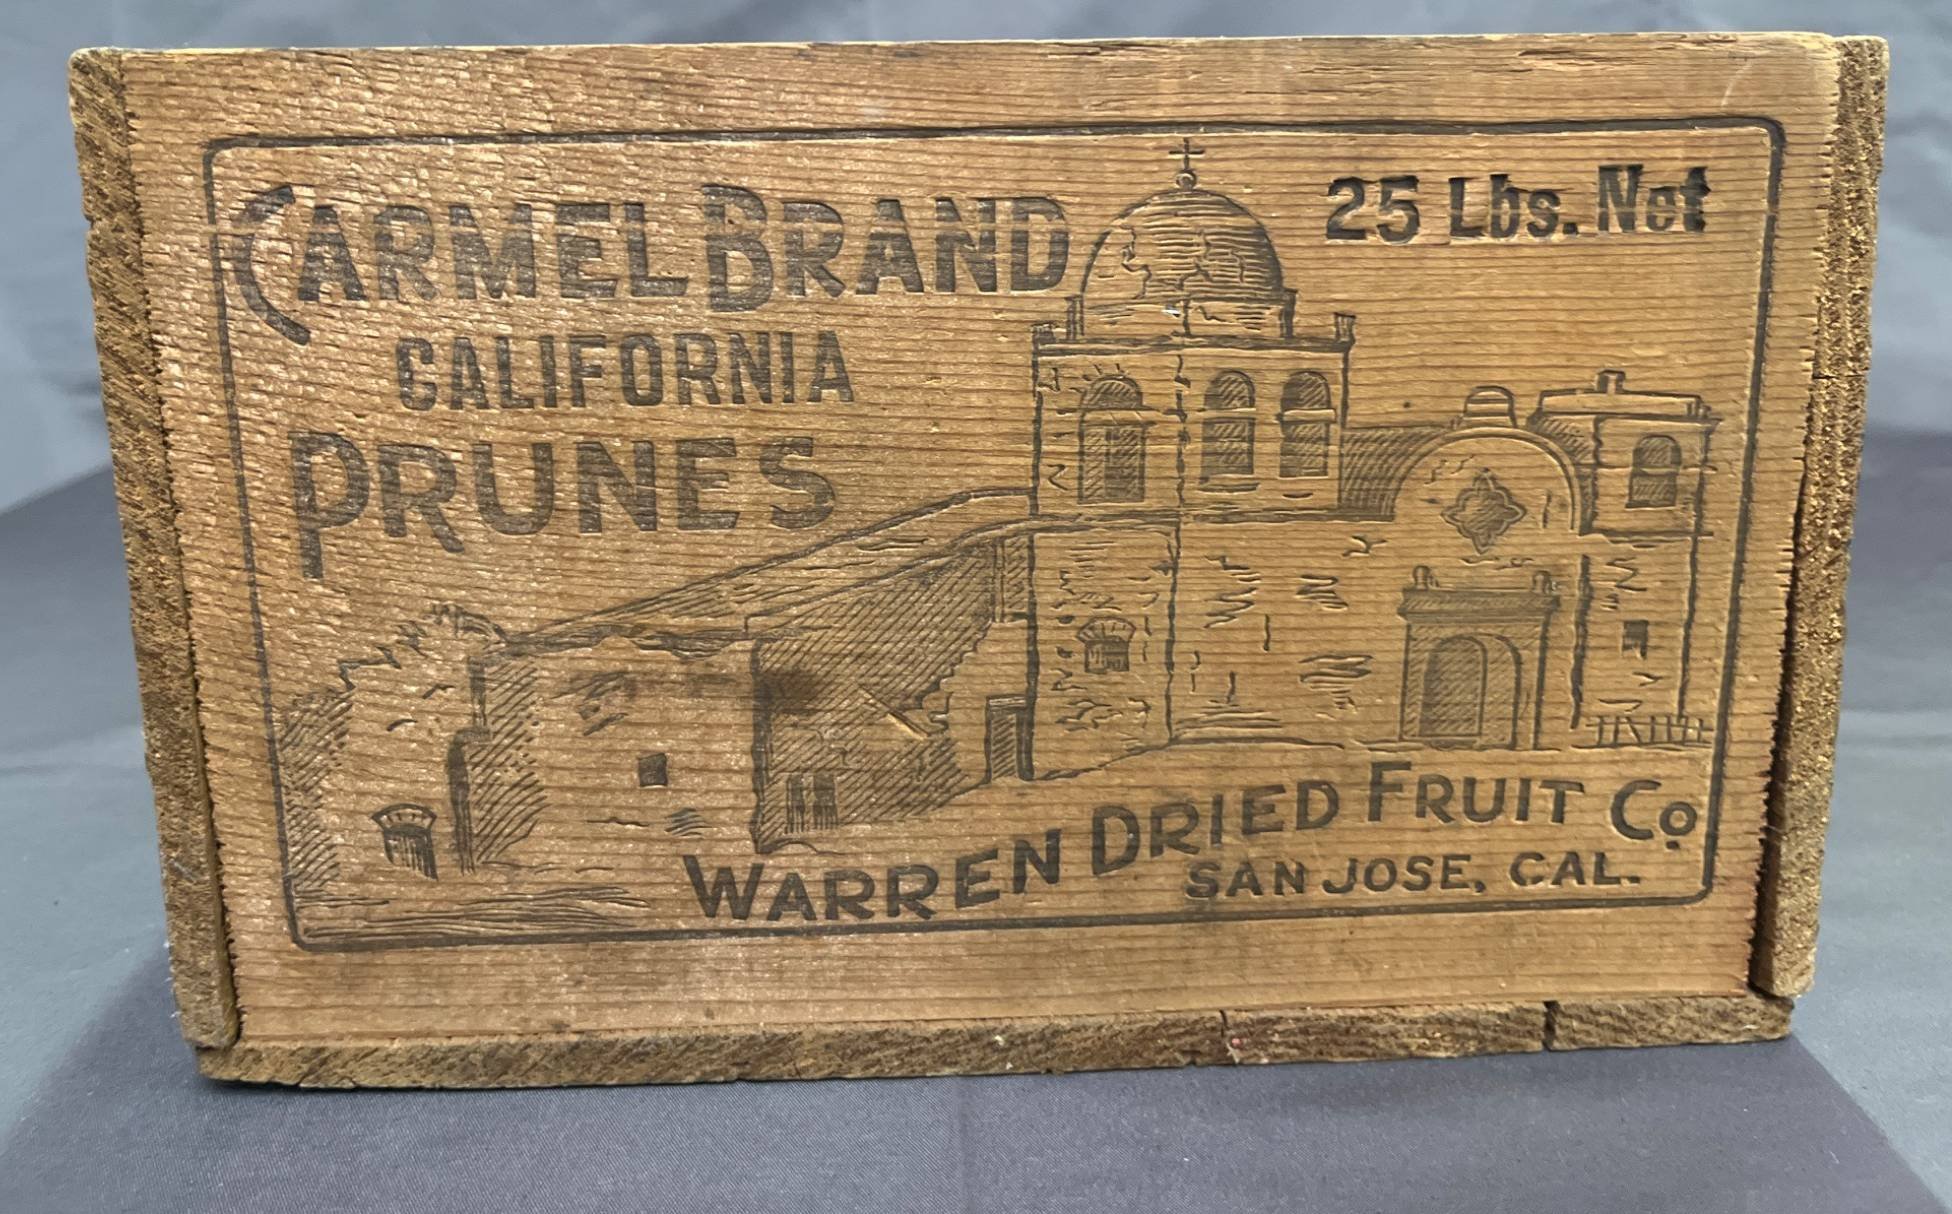 CARMEL BRAND
25 Lbs. Net
CALIFORNIA
PRUNES
WARREN DRIED FRUIT Co.
SAN JOSE, CAL.